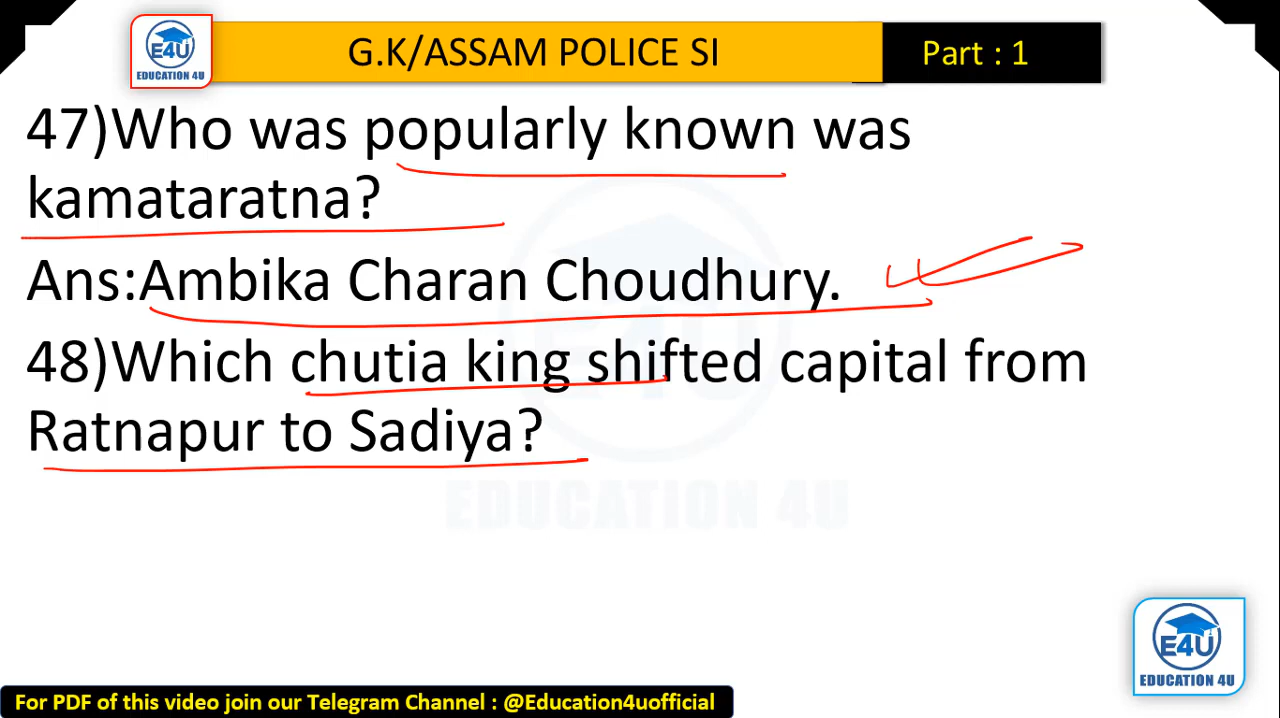 E4U
EDUCATION 4U
G.K/ASSAM POLICE SI
Part : 1
47)Who was popularly known was
kamataratna?
Ans:Ambika Charan Choudhury.
48)Which chutia king shifted capital from
Ratnapur to Sadiya?
E4U
EDUCATION 4U
E4U
EDUCATION 4U
For PDF of this video join our Telegram Channel : @Education4uofficial